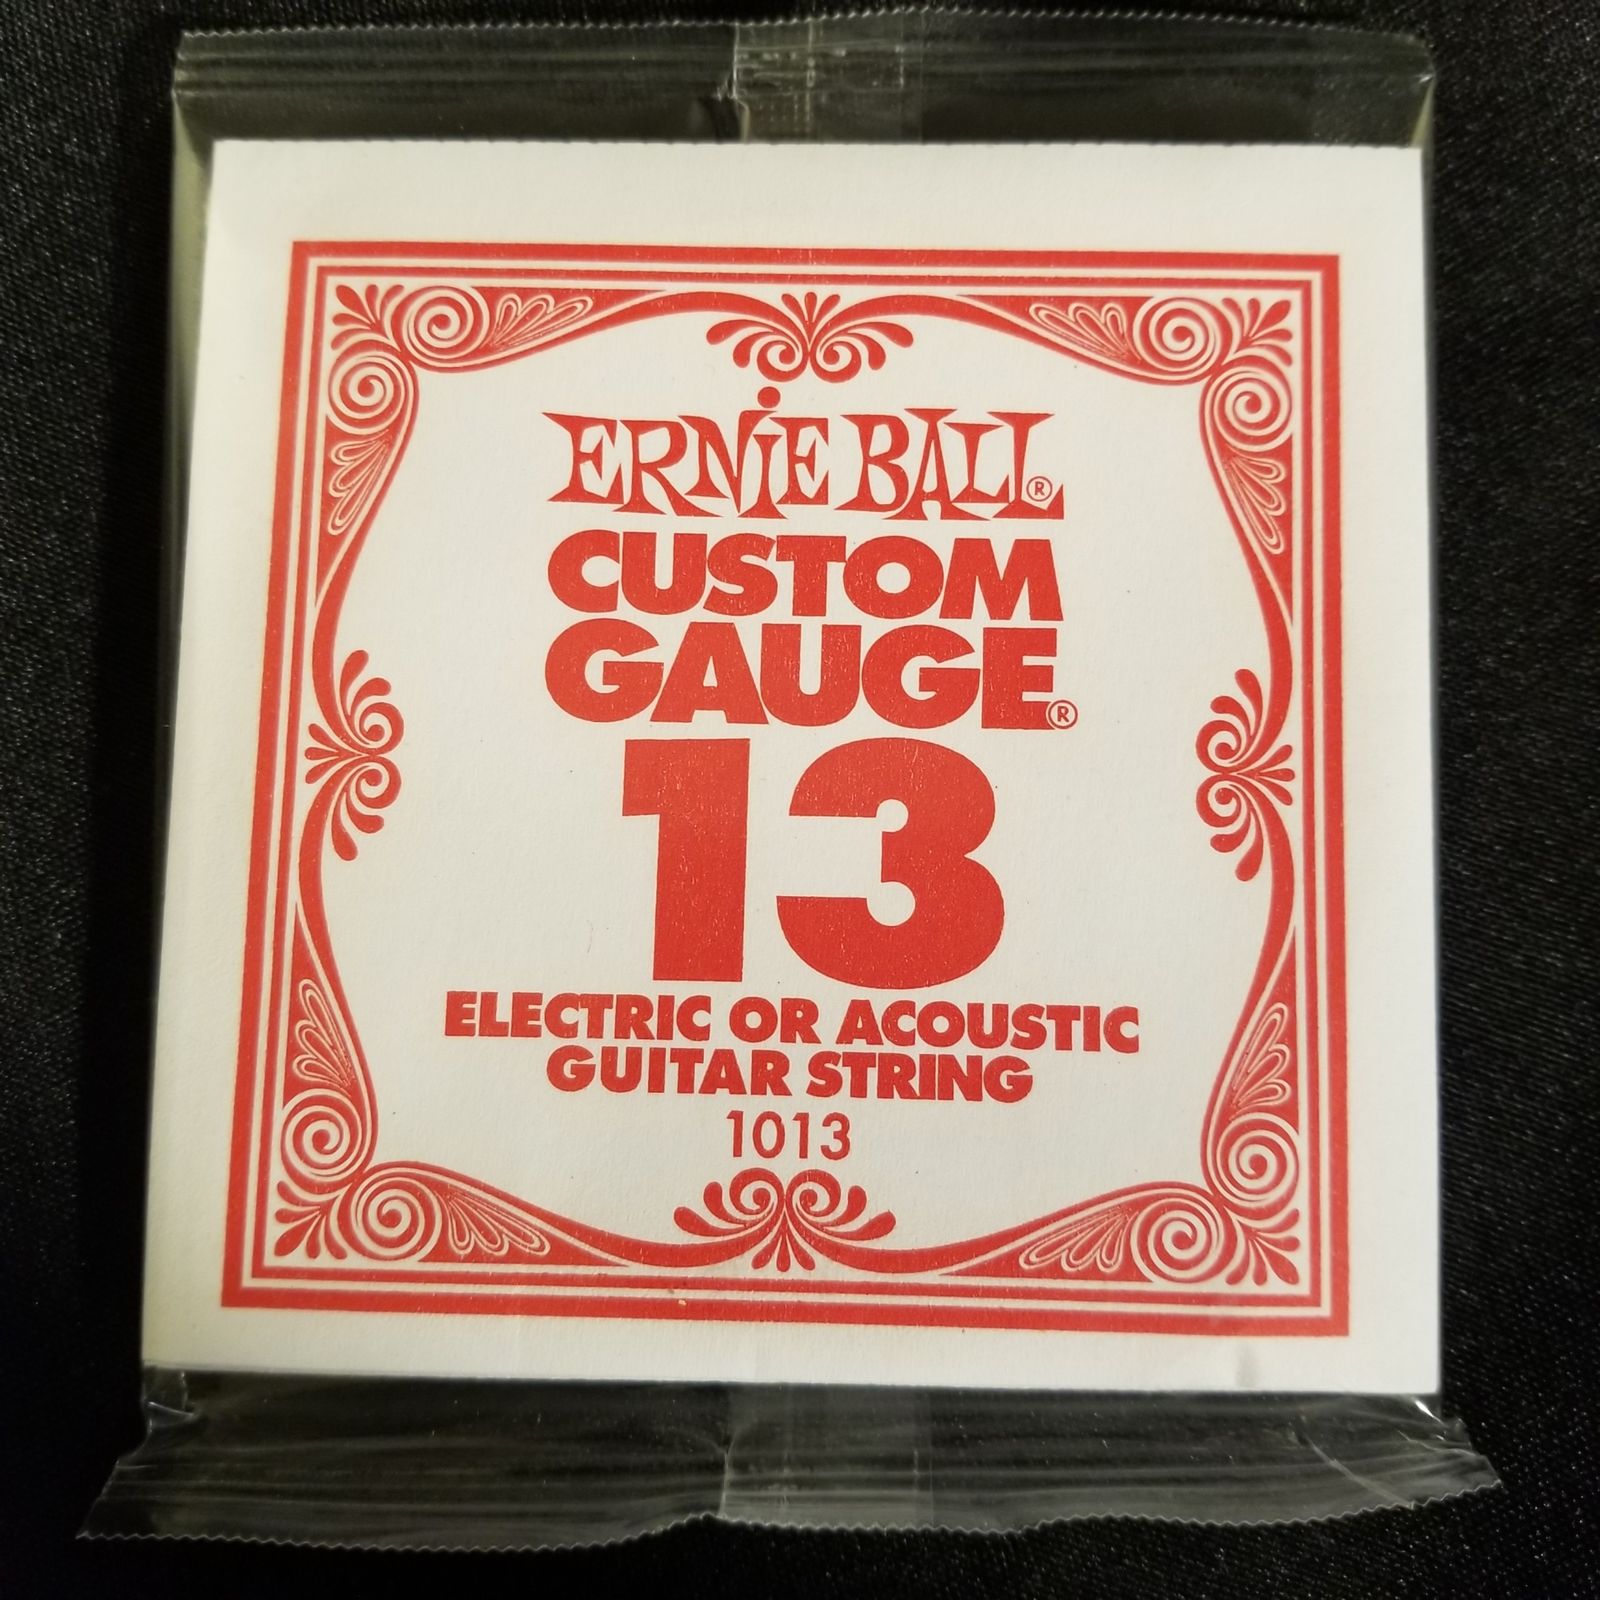 ERNiE BALL®
CUSTOM
GAUGE®
13
ELECTRIC OR ACOUSTIC
GUITAR STRING
1013